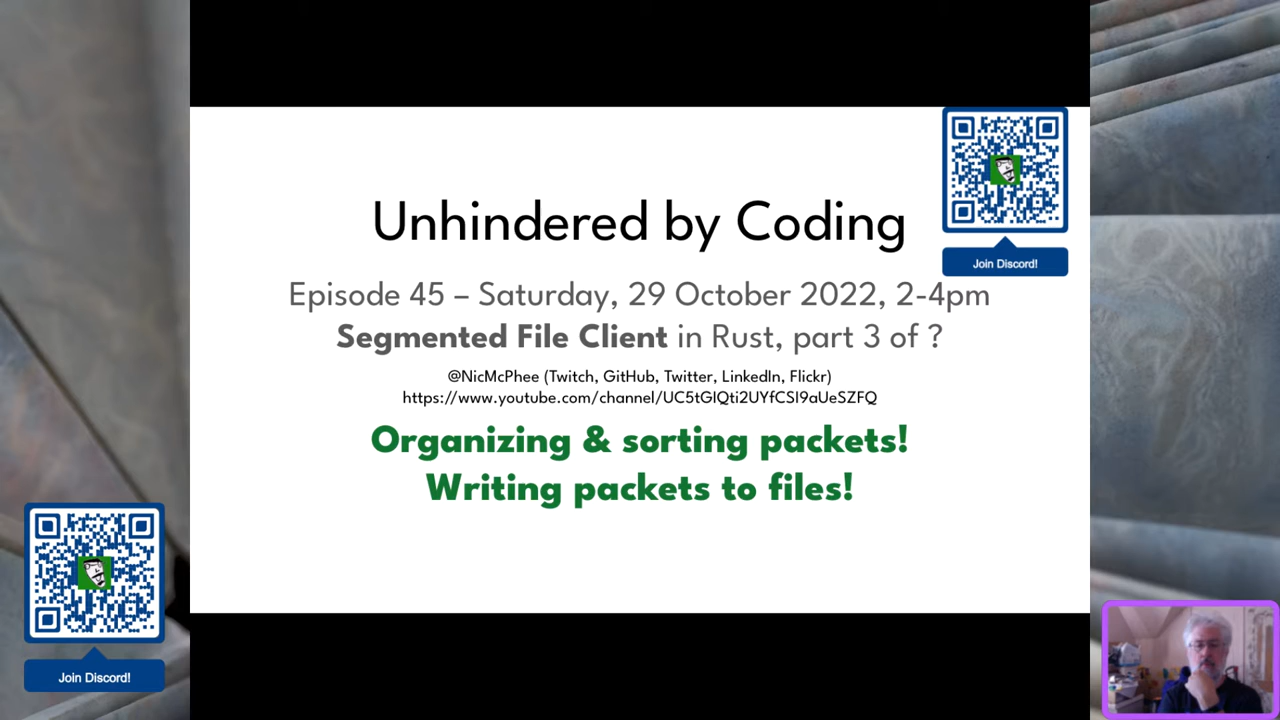 Unhindered by Coding
Join Discord!
Episode 45 – Saturday, 29 October 2022, 2-4pm
Segmented File Client in Rust, part 3 of ?
@NicMcPhee (Twitch, GitHub, Twitter, LinkedIn, Flickr)
https://www.youtube.com/channel/UC5tGIQti2UYfCSI9aUeSZFQ
Organizing & sorting packets!
Writing packets to files!
Join Discord!